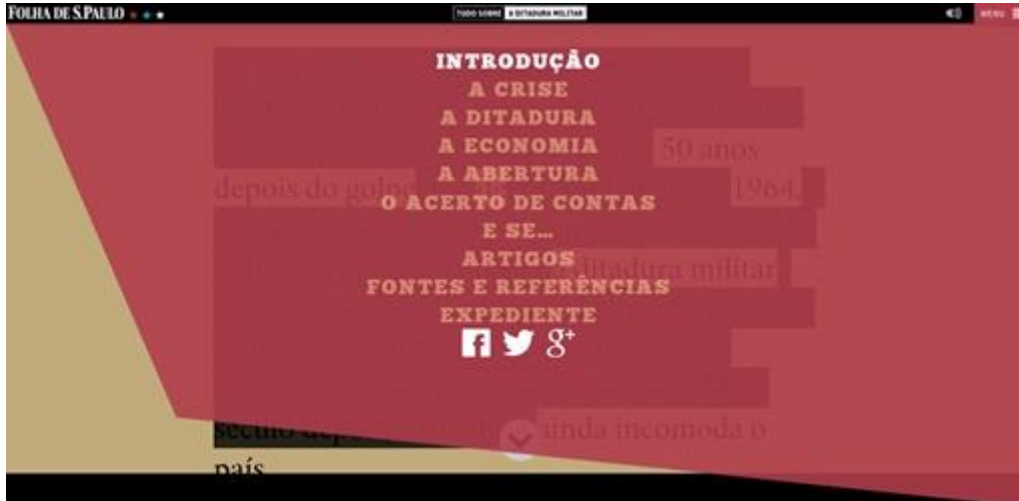 FOLHA DE S.PAULO
TUDO SOBRE A DITADURA MILITAR
MENU
INTRODUÇÃO
A CRISE
A DITADURA
A ECONOMIA
50 anos
A ABERTURA
depois do golpe 1964.
O ACERTO DE CONTAS
E SE...
ARTIGOS
ditadura militar
FONTES E REFERÊNCIAS
EXPEDIENTE
g+
século ainda incomoda o
país